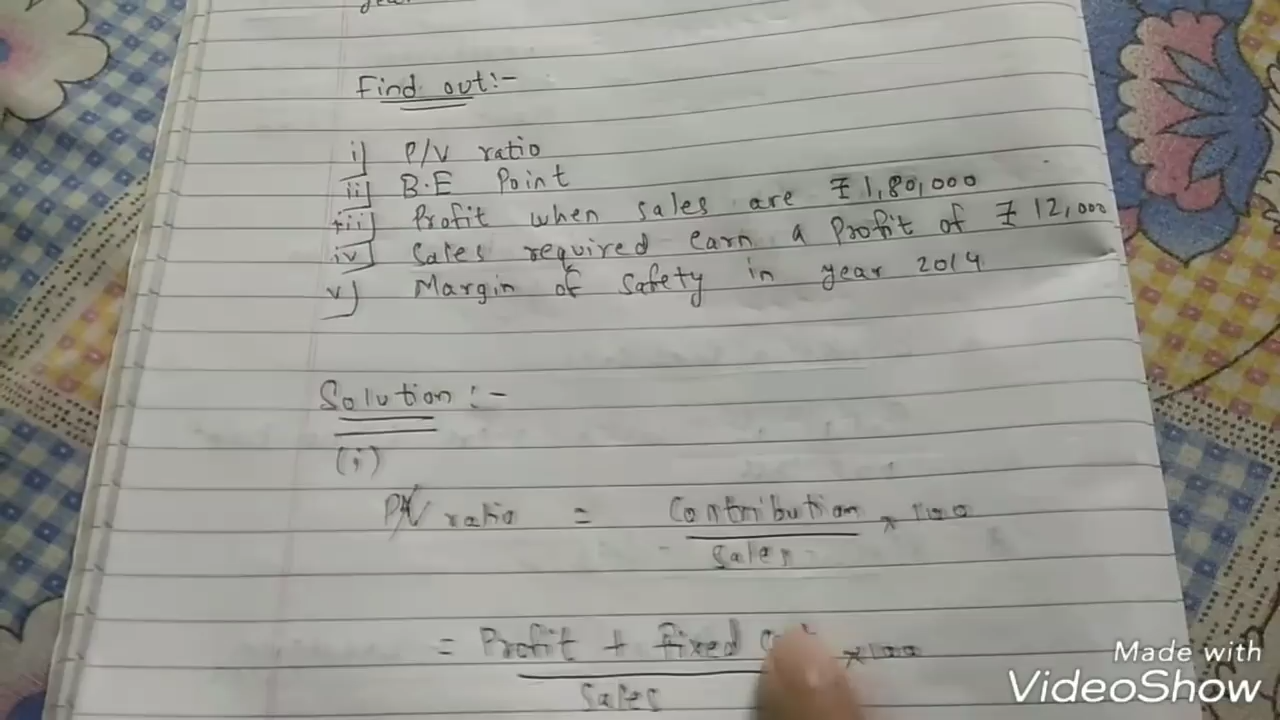 Find out:-
i) P/V ratio
ii) B.E Point
iii) Profit when sales are ₹ 1,80,000
iv) Sales required earn a Profit of ₹ 12,000
v) Margin of safety in year 2014
Solution :-
(i)
P/V ratio = Contribution × 100
Sales
= Profit + Fixed × 100
Sales
Made with
VideoShow